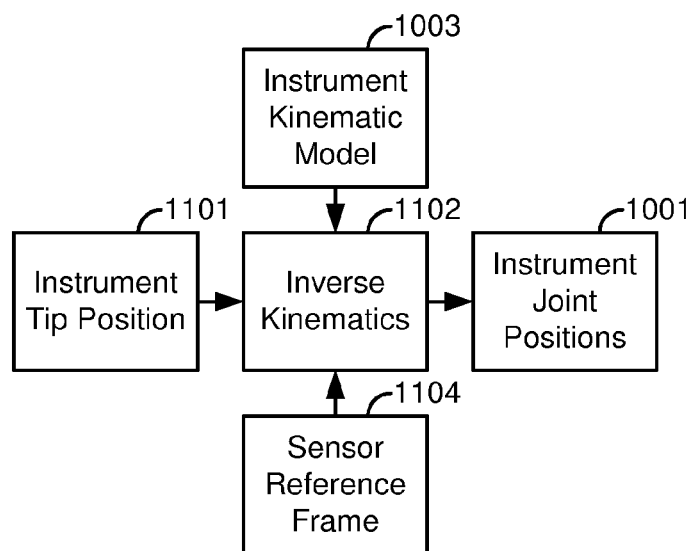 1003
Instrument
Kinematic
Model
1101
1102
1001
Instrument
Tip Position
Inverse
Kinematics
Instrument
Joint
Positions
1104
Sensor
Reference
Frame